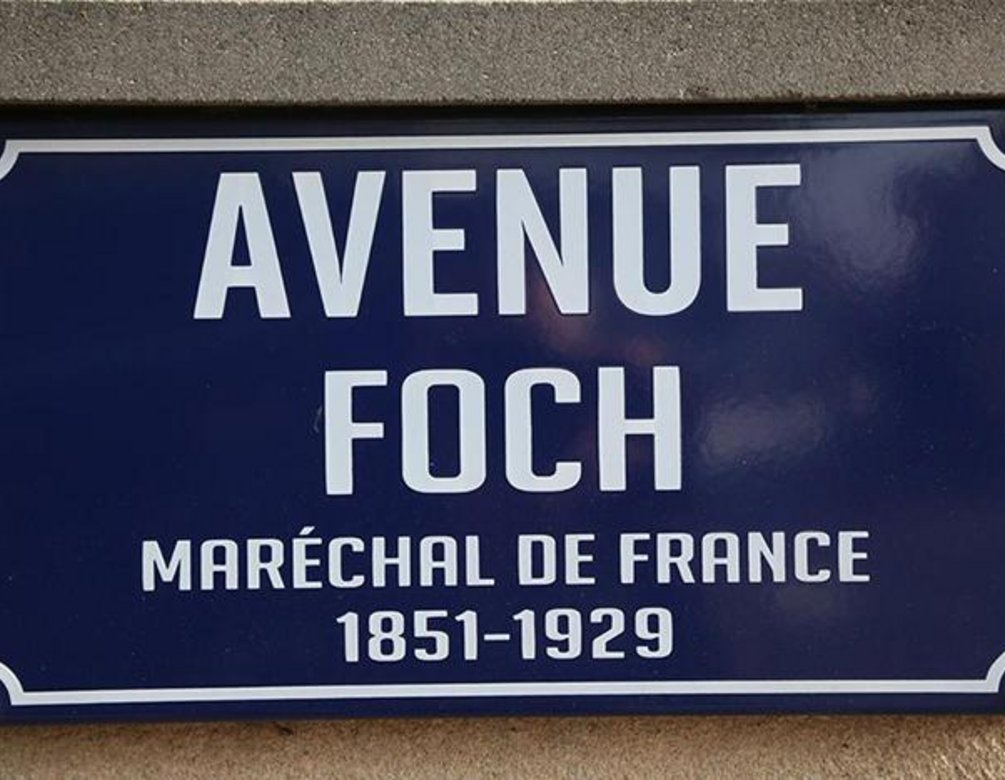 AVENUE
FOCH
MARÉCHAL DE FRANCE
1851-1929